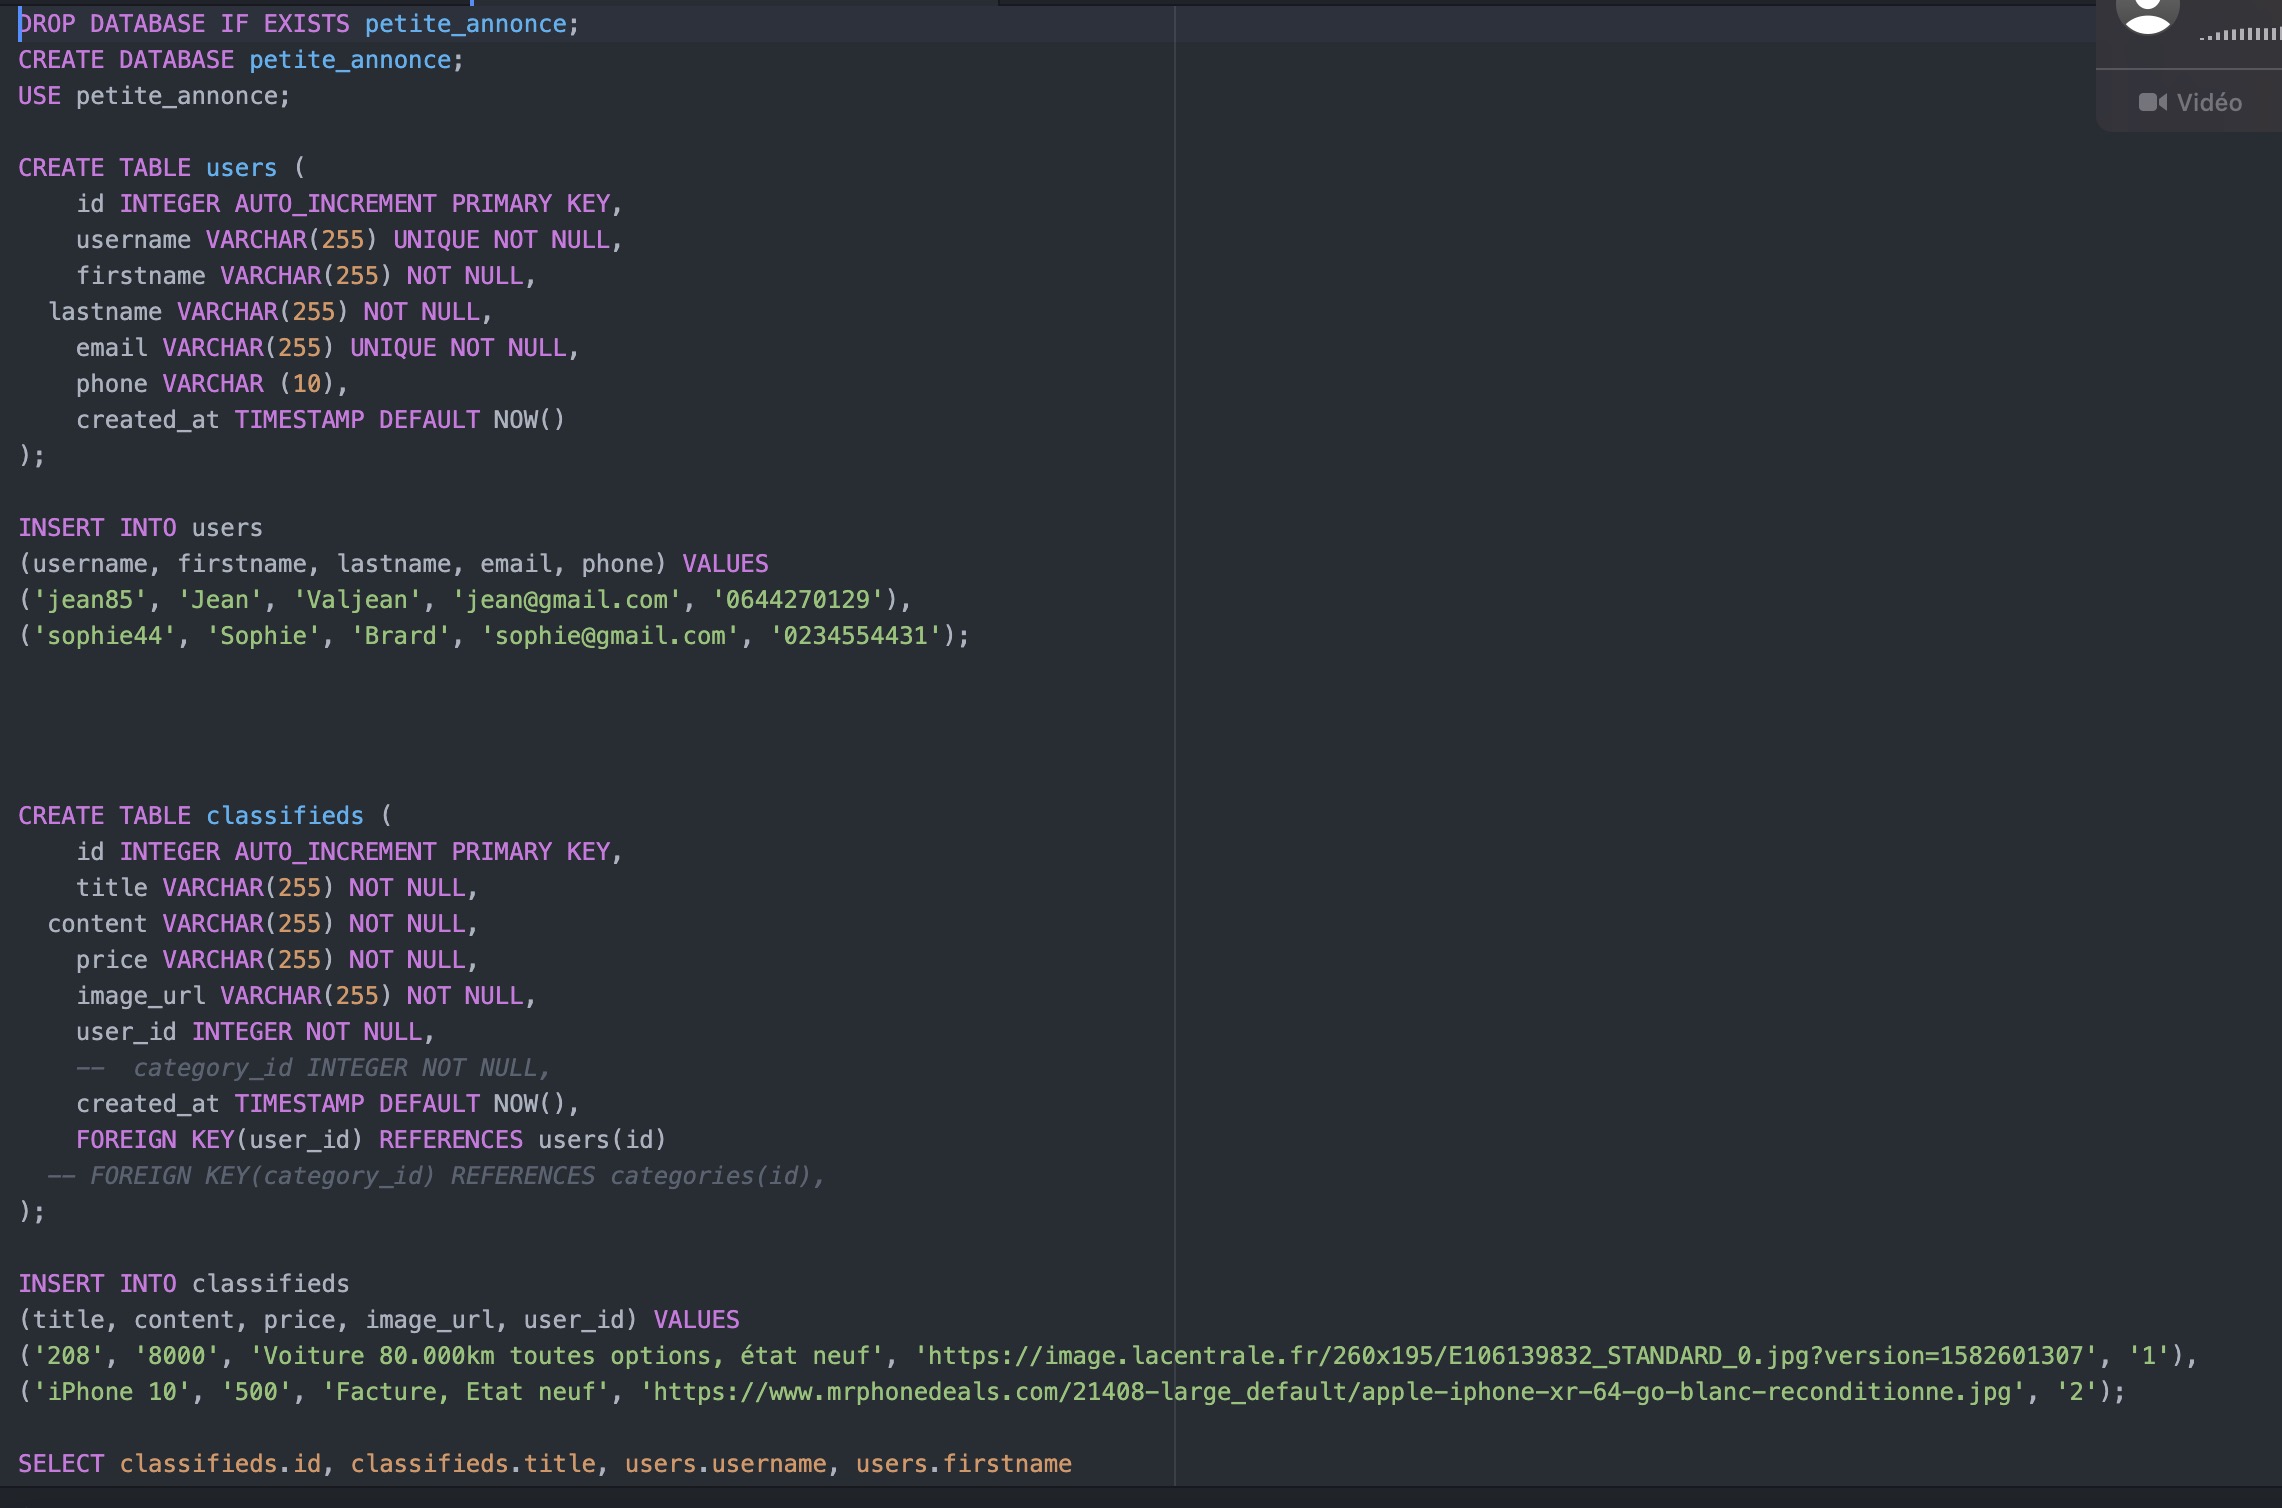 DROP DATABASE IF EXISTS petite_annonce;
CREATE DATABASE petite_annonce;
USE petite_annonce;
Vidéo
CREATE TABLE users (
    id INTEGER AUTO_INCREMENT PRIMARY KEY,
    username VARCHAR(255) UNIQUE NOT NULL,
    firstname VARCHAR(255) NOT NULL,
  lastname VARCHAR(255) NOT NULL,
    email VARCHAR(255) UNIQUE NOT NULL,
    phone VARCHAR (10),
    created_at TIMESTAMP DEFAULT NOW()
);
INSERT INTO users
(username, firstname, lastname, email, phone) VALUES
('jean85', 'Jean', 'Valjean', 'jean@gmail.com', '0644270129'),
('sophie44', 'Sophie', 'Brard', 'sophie@gmail.com', '0234554431');
CREATE TABLE classifieds (
    id INTEGER AUTO_INCREMENT PRIMARY KEY,
    title VARCHAR(255) NOT NULL,
  content VARCHAR(255) NOT NULL,
    price VARCHAR(255) NOT NULL,
    image_url VARCHAR(255) NOT NULL,
    user_id INTEGER NOT NULL,
    --  category_id INTEGER NOT NULL,
    created_at TIMESTAMP DEFAULT NOW(),
    FOREIGN KEY(user_id) REFERENCES users(id)
  -- FOREIGN KEY(category_id) REFERENCES categories(id),
);
INSERT INTO classifieds
(title, content, price, image_url, user_id) VALUES
('208', '8000', 'Voiture 80.000km toutes options, état neuf', 'https://image.lacentrale.fr/260x195/E106139832_STANDARD_0.jpg?version=1582601307', '1'),
('iPhone 10', '500', 'Facture, Etat neuf', 'https://www.mrphonedeals.com/21408-large_default/apple-iphone-xr-64-go-blanc-reconditionne.jpg', '2');
SELECT classifieds.id, classifieds.title, users.username, users.firstname